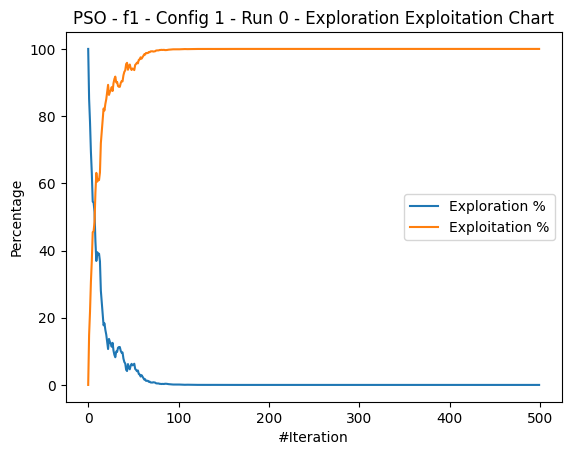 PSO - f1 - Config 1 - Run 0 - Exploration Exploitation Chart
100
80
60
40
20
0
Percentage
Exploration %
Exploitation %
0 100 200 300 400 500
#Iteration